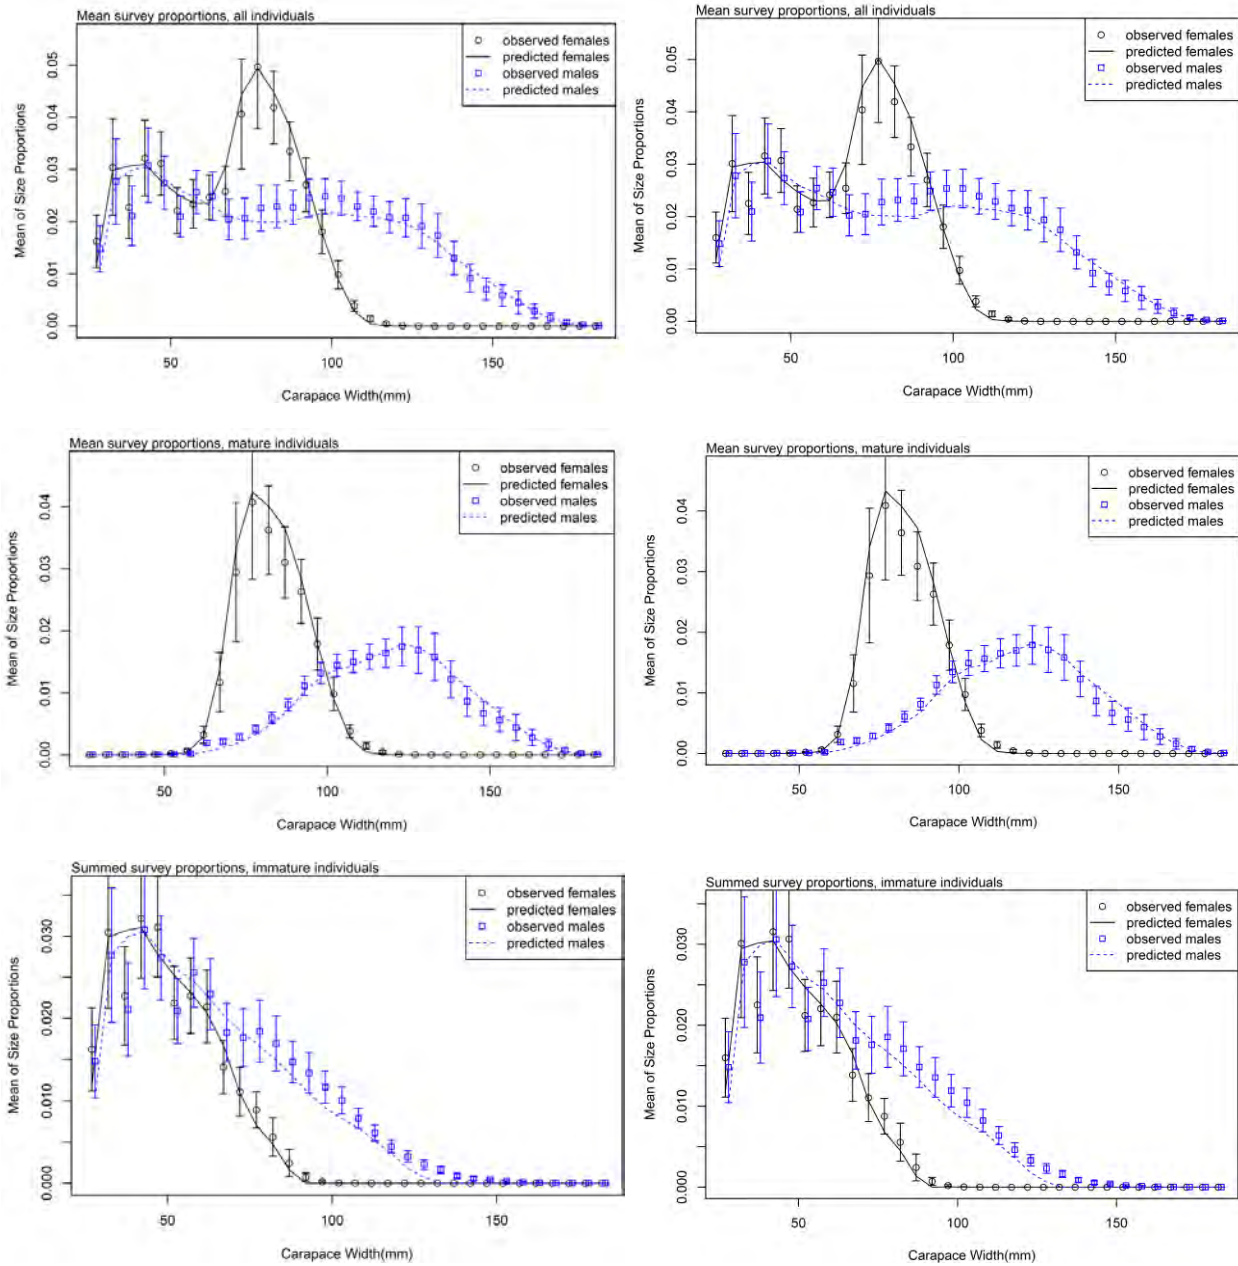 Mean survey proportions, all individuals
observed females
predicted females
observed males
predicted males
Mean of Size Proportions
0.05
0.04
0.03
0.02
0.01
0.00
50
100
150
Carapace Width(mm)
Mean survey proportions, all individuals
observed females
predicted females
observed males
predicted males
Mean of Size Proportions
0.05
0.04
0.03
0.02
0.01
0.00
50
100
150
Carapace Width(mm)
Mean survey proportions, mature individuals
observed females
predicted females
observed males
predicted males
Mean of Size Proportions
0.04
0.03
0.02
0.01
0.00
50
100
150
Carapace Width(mm)
Mean survey proportions, mature individuals
observed females
predicted females
observed males
predicted males
Mean of Size Proportions
0.04
0.03
0.02
0.01
0.00
50
100
150
Carapace Width(mm)
Summed survey proportions, immature individuals
observed females
predicted females
observed males
predicted males
Mean of Size Proportions
0.030
0.020
0.010
0.000
50
100
150
Carapace Width(mm)
Summed survey proportions, immature individuals
observed females
predicted females
observed males
predicted males
Mean of Size Proportions
0.030
0.020
0.010
0.000
50
100
150
Carapace Width(mm)